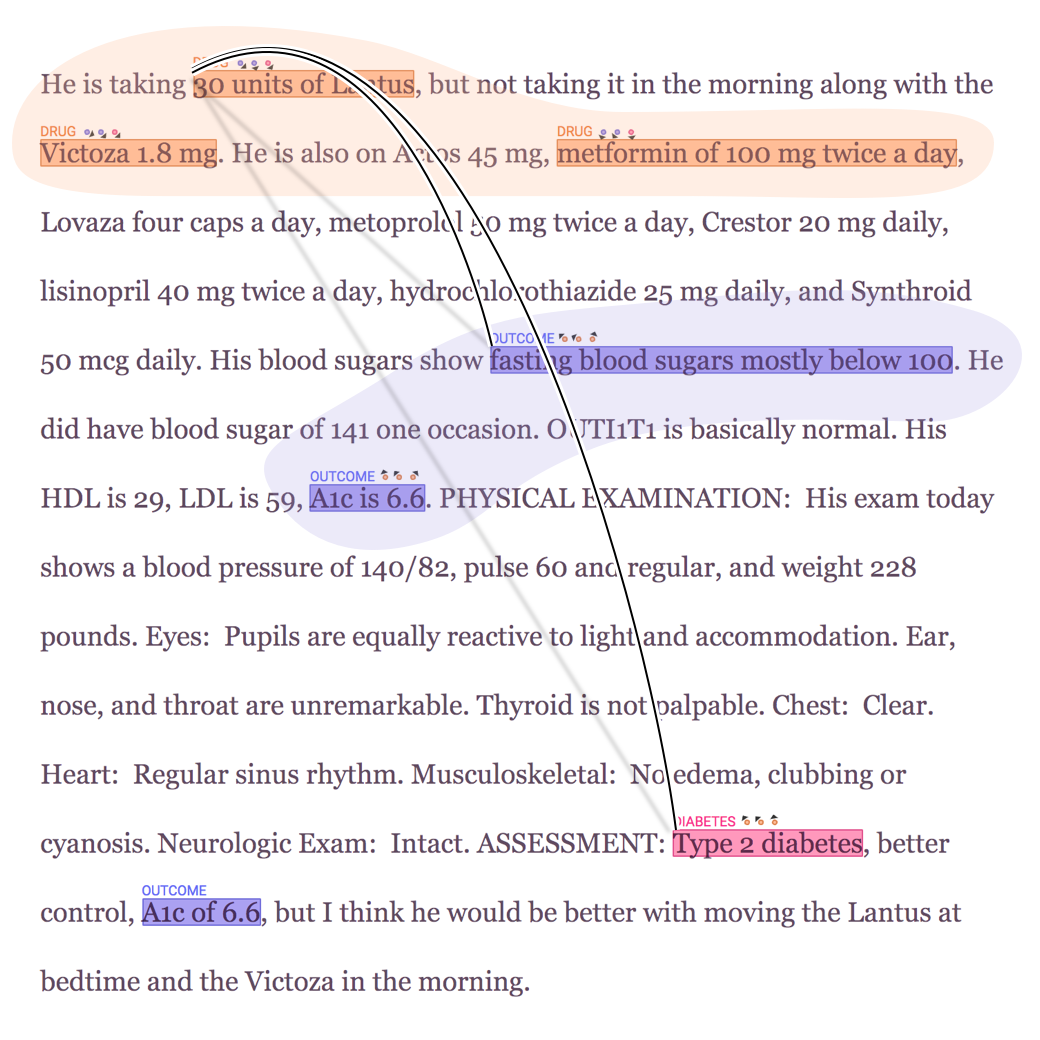 DRUG
He is taking 30 units of Lantus, but not taking it in the morning along with the
DRUG DRUG
Victoza 1.8 mg. He is also on Actos 45 mg, metformin of 100 mg twice a day,
Lovaza four caps a day, metoprolol 50 mg twice a day, Crestor 20 mg daily,
lisinopril 40 mg twice a day, hydrochlorothiazide 25 mg daily, and Synthroid
OUTCOME
50 mcg daily. His blood sugars show fasting blood sugars mostly below 100. He
did have blood sugar of 141 one occasion. OUTI1T1 is basically normal. His
OUTCOME
HDL is 29, LDL is 59, A1c is 6.6. PHYSICAL EXAMINATION: His exam today
shows a blood pressure of 140/82, pulse 60 and regular, and weight 228
pounds. Eyes: Pupils are equally reactive to light and accommodation. Ear,
nose, and throat are unremarkable. Thyroid is not palpable. Chest: Clear.
Heart: Regular sinus rhythm. Musculoskeletal: No edema, clubbing or
DIABETES
cyanosis. Neurologic Exam: Intact. ASSESSMENT: Type 2 diabetes, better
OUTCOME
control, A1c of 6.6, but I think he would be better with moving the Lantus at
bedtime and the Victoza in the morning.